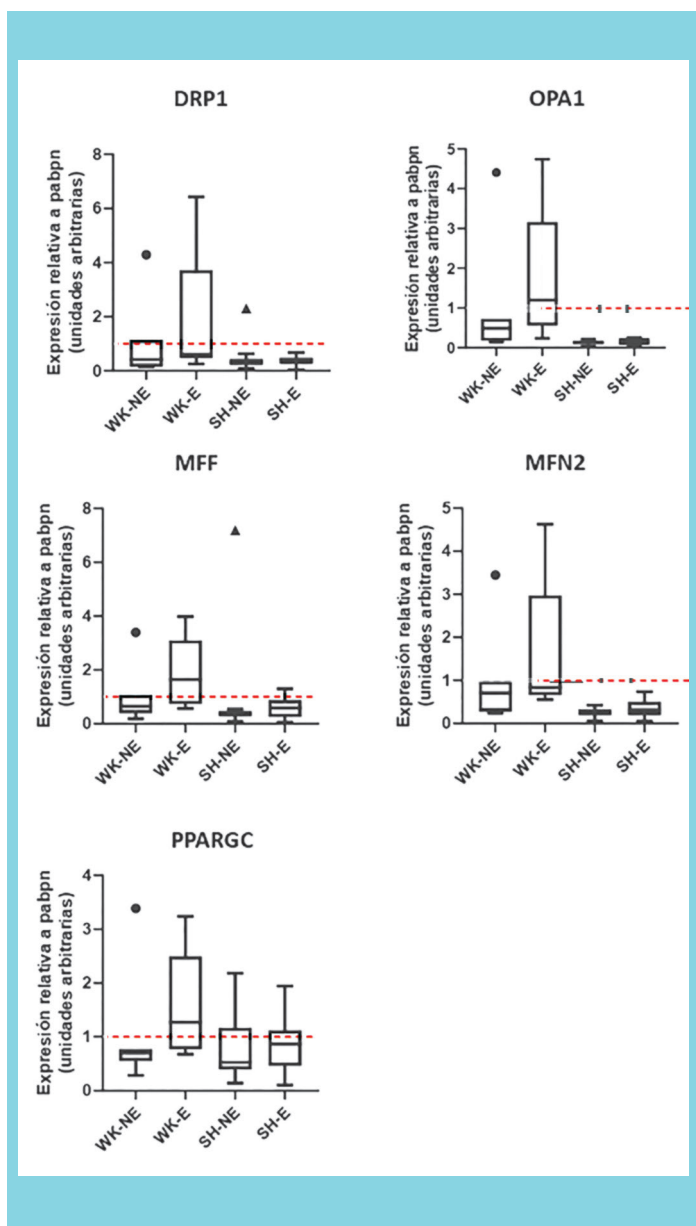 DRP1
Expresión relativa a pabpn
(unidades arbitrarias)
8
6
4
2
0
WK-NE
WK-E
SH-NE
SH-E
OPA1
Expresión relativa a pabpn
(unidades arbitrarias)
5
4
3
2
1
0
WK-NE
WK-E
SH-NE
SH-E
MFF
Expresión relativa a pabpn
(unidades arbitrarias)
8
6
4
2
0
WK-NE
WK-E
SH-NE
SH-E
MFN2
Expresión relativa a pabpn
(unidades arbitrarias)
5
4
3
2
1
0
WK-NE
WK-E
SH-NE
SH-E
PPARGC
Expresión relativa a pabpn
(unidades arbitrarias)
4
3
2
1
0
WK-NE
WK-E
SH-NE
SH-E